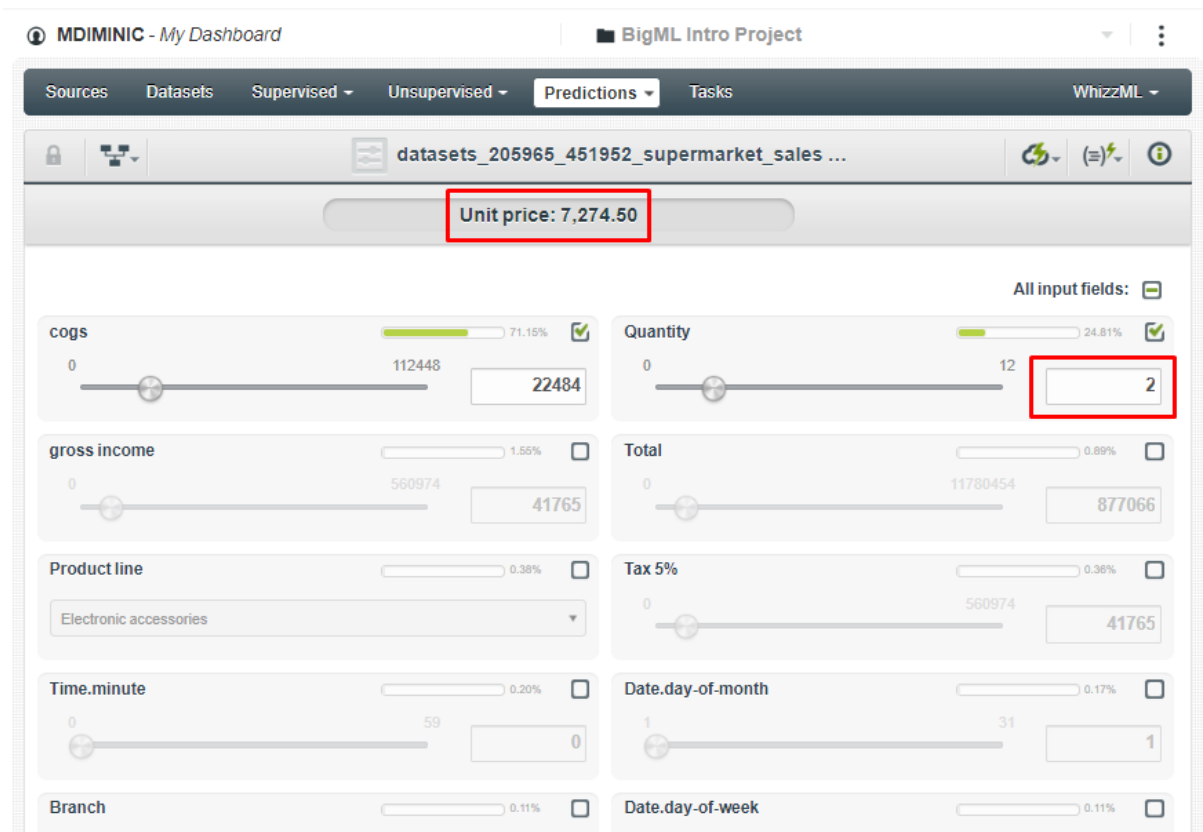 MDIMINIC - My Dashboard BigML Intro Project
Sources Datasets Supervised Unsupervised Predictions Tasks WhizzML
datasets_205965_451952_supermarket_sales ...
Unit price: 7,274.50
All input fields:
cogs 71.15% Quantity 24.81%
0 112448 22484 0 12 2
gross income 1.55% Total 0.89%
0 560974 41765 0 11780454 877066
Product line 0.38% Tax 5% 0.36%
Electronic accessories 0 560974 41765
Time.minute 0.20% Date.day-of-month 0.17%
0 59 0 1 31 1
Branch 0.11% Date.day-of-week 0.11%